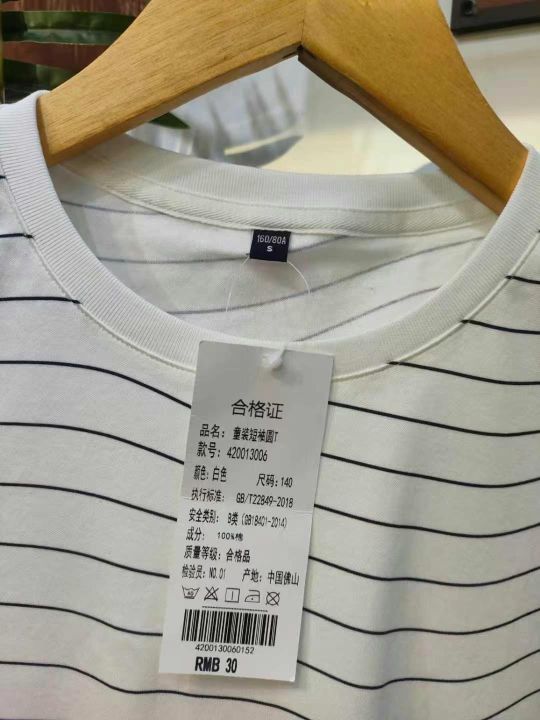 160/80A
S
合格证
品名: 童装短袖圆T
款号: 420013006
颜色: 白色 尺码: 140
执行标准: GB/T22849-2018
安全类别: B类 (GB18401-2014)
成分: 100%棉
质量等级: 合格品
检验员: NO.01 产地: 中国佛山
4200130060152
RMB 30